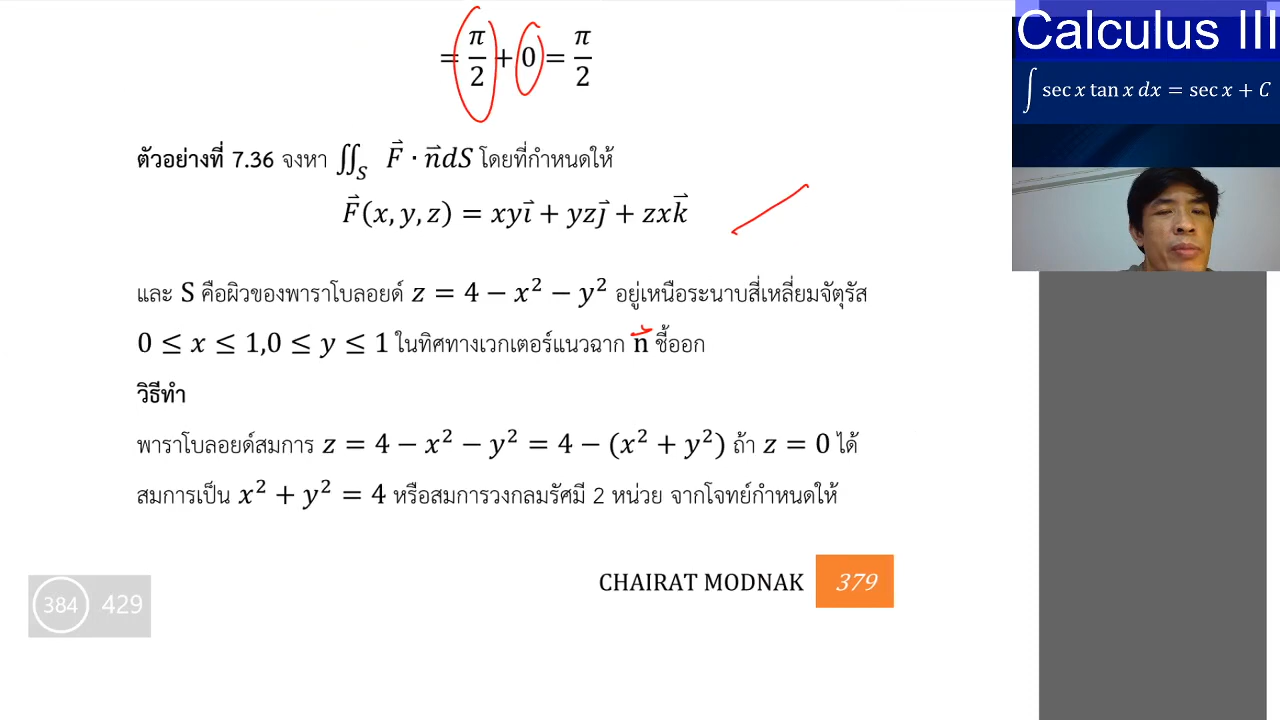 Calculus III
∫ sec x tan x dx = sec x + C
= π/2 + 0 = π/2
ตัวอย่างที่ 7.36 จงหา ∬_S F⃗ · n⃗dS โดยที่กำหนดให้
F⃗(x, y, z) = xyi⃗ + yzj⃗ + zxk⃗
และ S คือผิวของพาราโบลอยด์ z = 4 − x² − y² อยู่เหนือระนาบสี่เหลี่ยมจัตุรัส
0 ≤ x ≤ 1,0 ≤ y ≤ 1 ในทิศทางเวกเตอร์แนวฉาก n⃗ ชี้ออก
วิธีทำ
พาราโบลอยด์สมการ z = 4 − x² − y² = 4 − (x² + y²) ถ้า z = 0 ได้
สมการเป็น x² + y² = 4 หรือสมการวงกลมรัศมี 2 หน่วย จากโจทย์กำหนดให้
CHAIRAT MODNAK 379
384 429